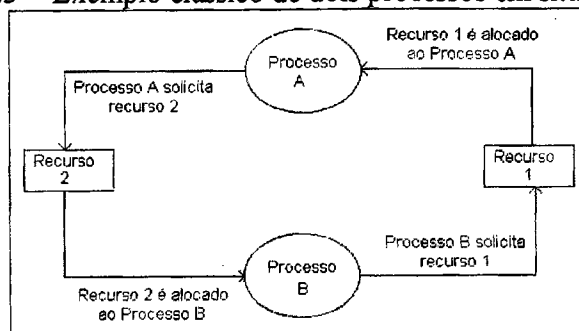 Exemplo clássico de dois processos
Processo
A
Recurso 1 é alocado
ao Processo A
Processo A solicita
recurso 2
Recurso
2
Recurso
1
Processo
B
Processo B solicita
recurso 1
Recurso 2 é alocado
ao Processo B